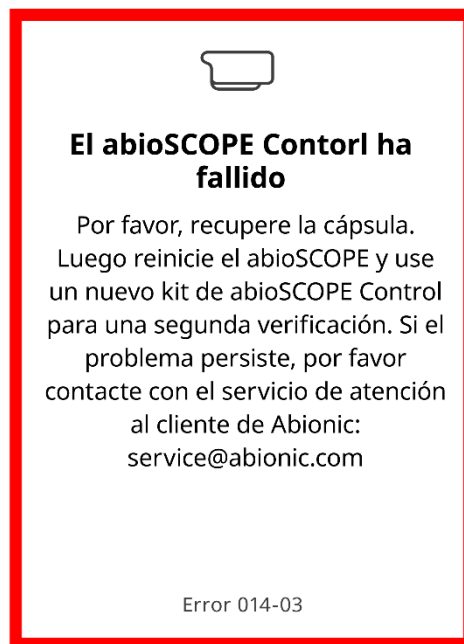 El abioSCOPE Contorl ha
fallido
Por favor, recupere la cápsula.
Luego reinicie el abioSCOPE y use
un nuevo kit de abioSCOPE Control
para una segunda verificación. Si el
problema persiste, por favor
contacte con el servicio de atención
al cliente de Abionic:
service@abionic.com
Error 014-03